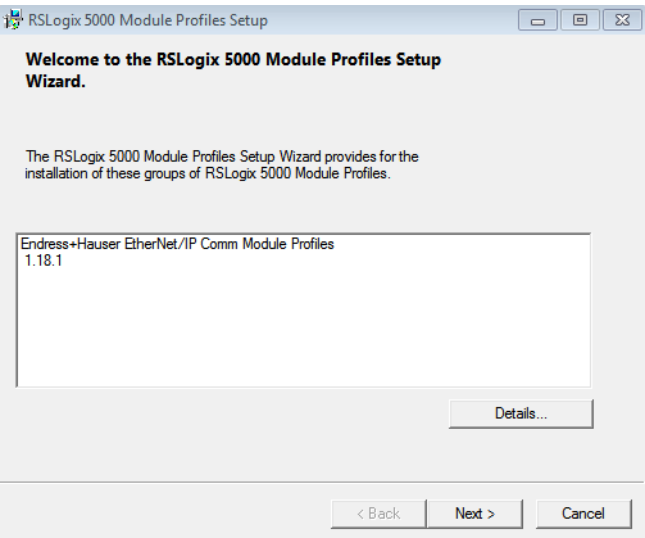 RSLogix 5000 Module Profiles Setup
Welcome to the RSLogix 5000 Module Profiles Setup
Wizard.
The RSLogix 5000 Module Profiles Setup Wizard provides for the
installation of these groups of RSLogix 5000 Module Profiles.
Endress+Hauser EtherNet/IP Comm Module Profiles
1.18.1
Details...
< Back
Next >
Cancel